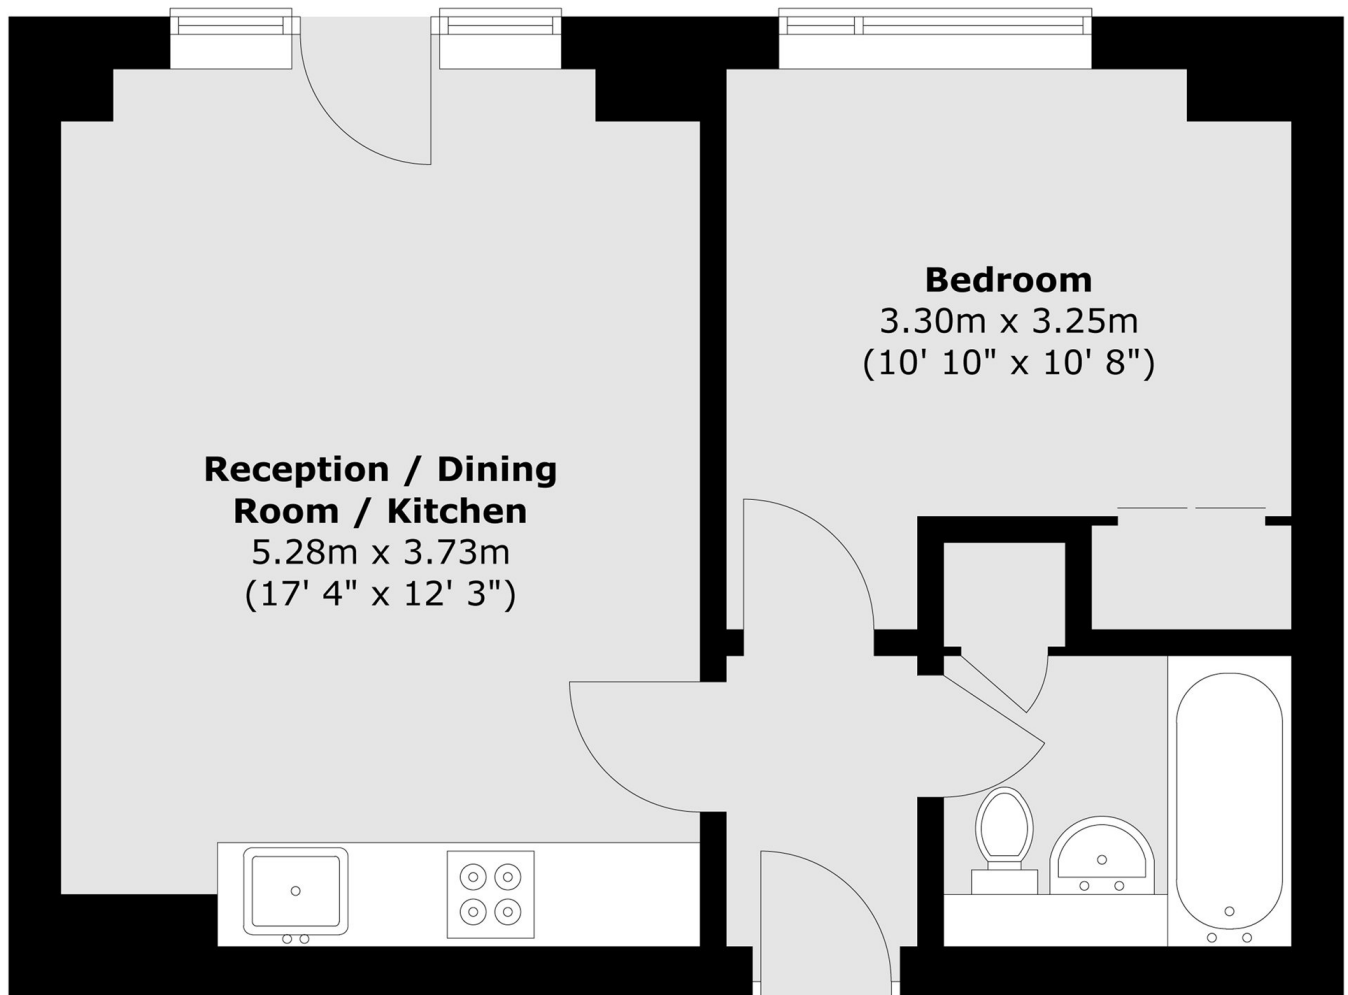 Bedroom
3.30m x 3.25m
(10' 10" x 10' 8")
Reception / Dining
Room / Kitchen
5.28m x 3.73m
(17' 4" x 12' 3")